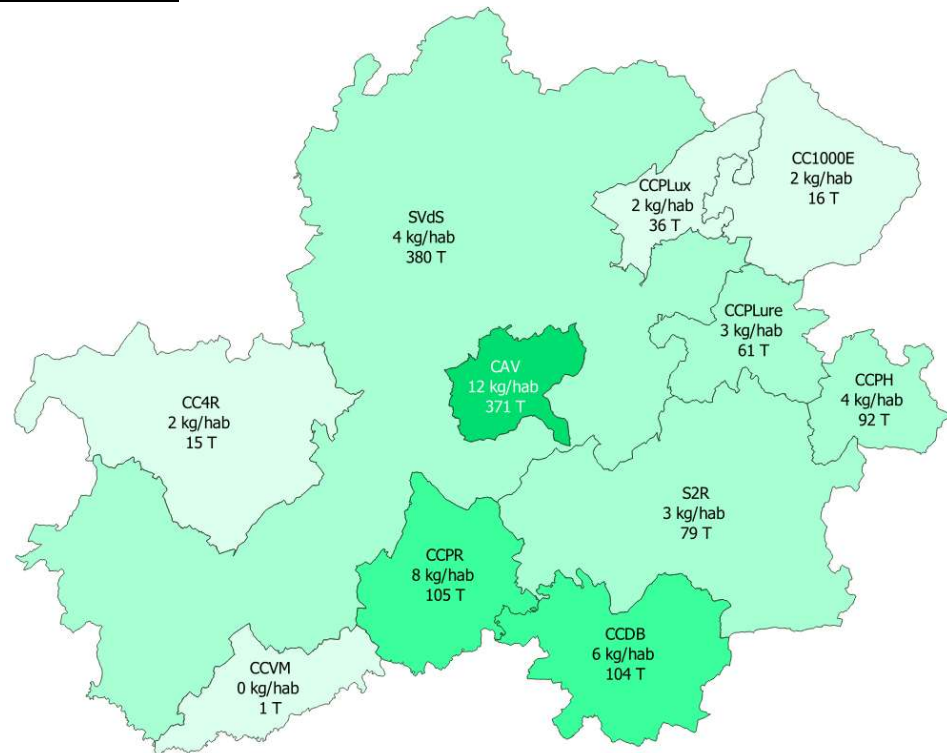 CC1000E
2 kg/hab
16 T
CCPLux
2 kg/hab
36 T
SVdS
4 kg/hab
380 T
CCPLure
3 kg/hab
61 T
CAV
12 kg/hab
371 T
CCPH
4 kg/hab
92 T
CC4R
2 kg/hab
15 T
S2R
3 kg/hab
79 T
CCPR
8 kg/hab
105 T
CCDB
6 kg/hab
104 T
CCVM
0 kg/hab
1 T